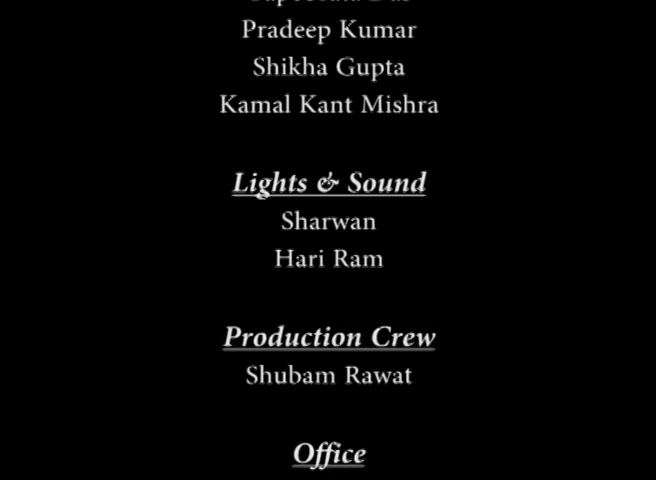 Pradeep Kumar
Shikha Gupta
Kamal Kant Mishra
Lights & Sound
Sharwan
Hari Ram
Production Crew
Shubam Rawat
Office